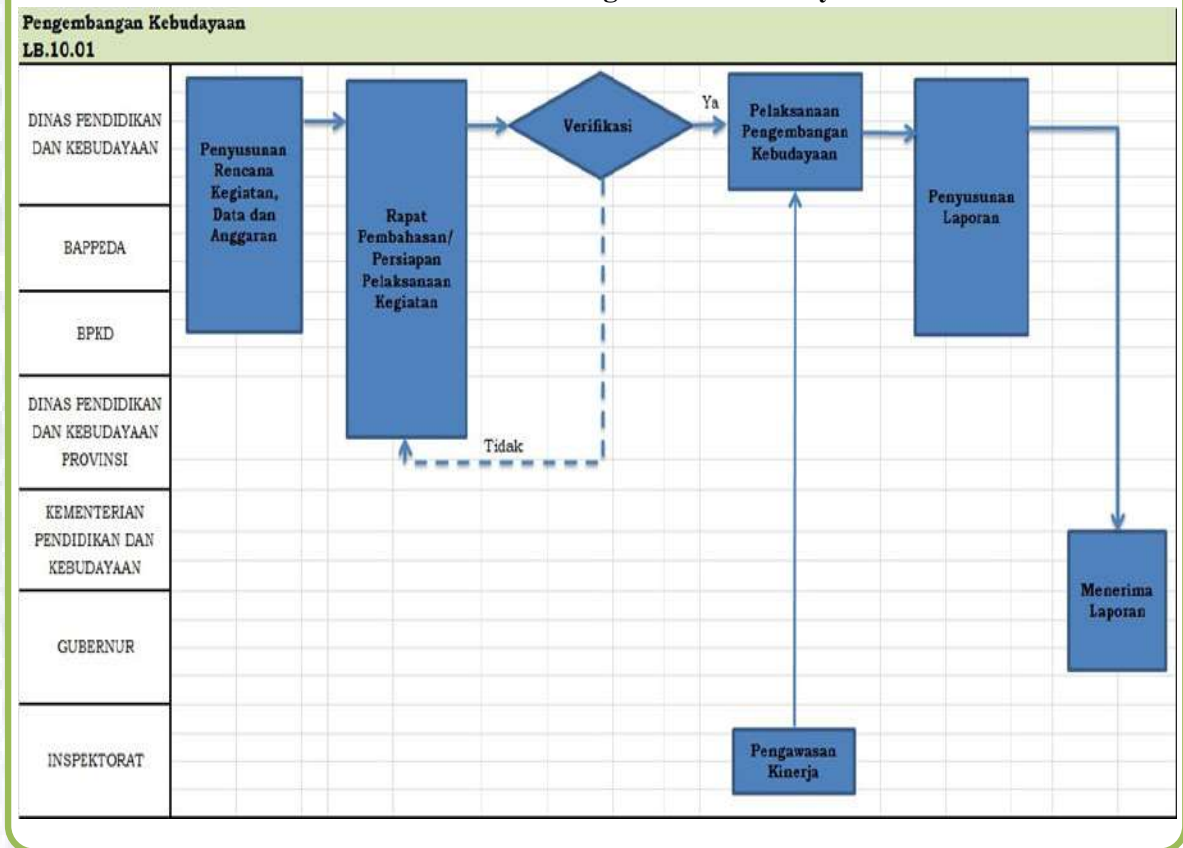 Pengembangan Kebudayaan
LB.10.01
DINAS PENDIDIKAN
DAN KEBUDAYAAN
BAPPEDA
BPKD
DINAS PENDIDIKAN
DAN KEBUDAYAAN
PROVINSI
KEMENTERIAN
PENDIDIKAN DAN
KEBUDAYAAN
GUBERNUR
INSPEKTORAT
Penyusunan
Rencana
Kegiatan,
Data dan
Anggaran
Rapat
Pembahasan/
Persiapan
Pelaksanaan
Kegiatan
Verifikasi
Ya
Tidak
Pelaksanaan
Pengembangan
Kebudayaan
Penyusunan
Laporan
Menerima
Laporan
Pengawasan
Kinerja